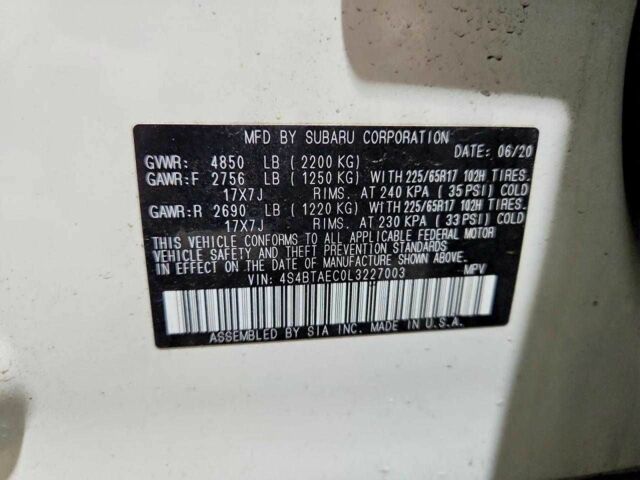 MFD BY SUBARU CORPORATION
GVWR: 4850 LB ( 2200 KG) DATE: 06/20
GAWR:F 2756 LB ( 1250 KG) WITH 225/65R17 102H TIRES.
17X7J RIMS. AT 240 KPA ( 35 PSI) COLD
GAWR:R 2690 LB ( 1220 KG) WITH 225/65R17 102H TIRES.
17X7J RIMS. AT 230 KPA ( 33 PSI) COLD
THIS VEHICLE CONFORMS TO ALL APPLICABLE FEDERAL MOTOR
VEHICLE SAFETY AND THEFT PREVENTION STANDARDS
IN EFFECT ON THE DATE OF MANUFACTURE SHOWN ABOVE.
VIN: 4S4BTAEC0L3227003 MPV
ASSEMBLED BY SIA INC. MADE IN U.S.A.